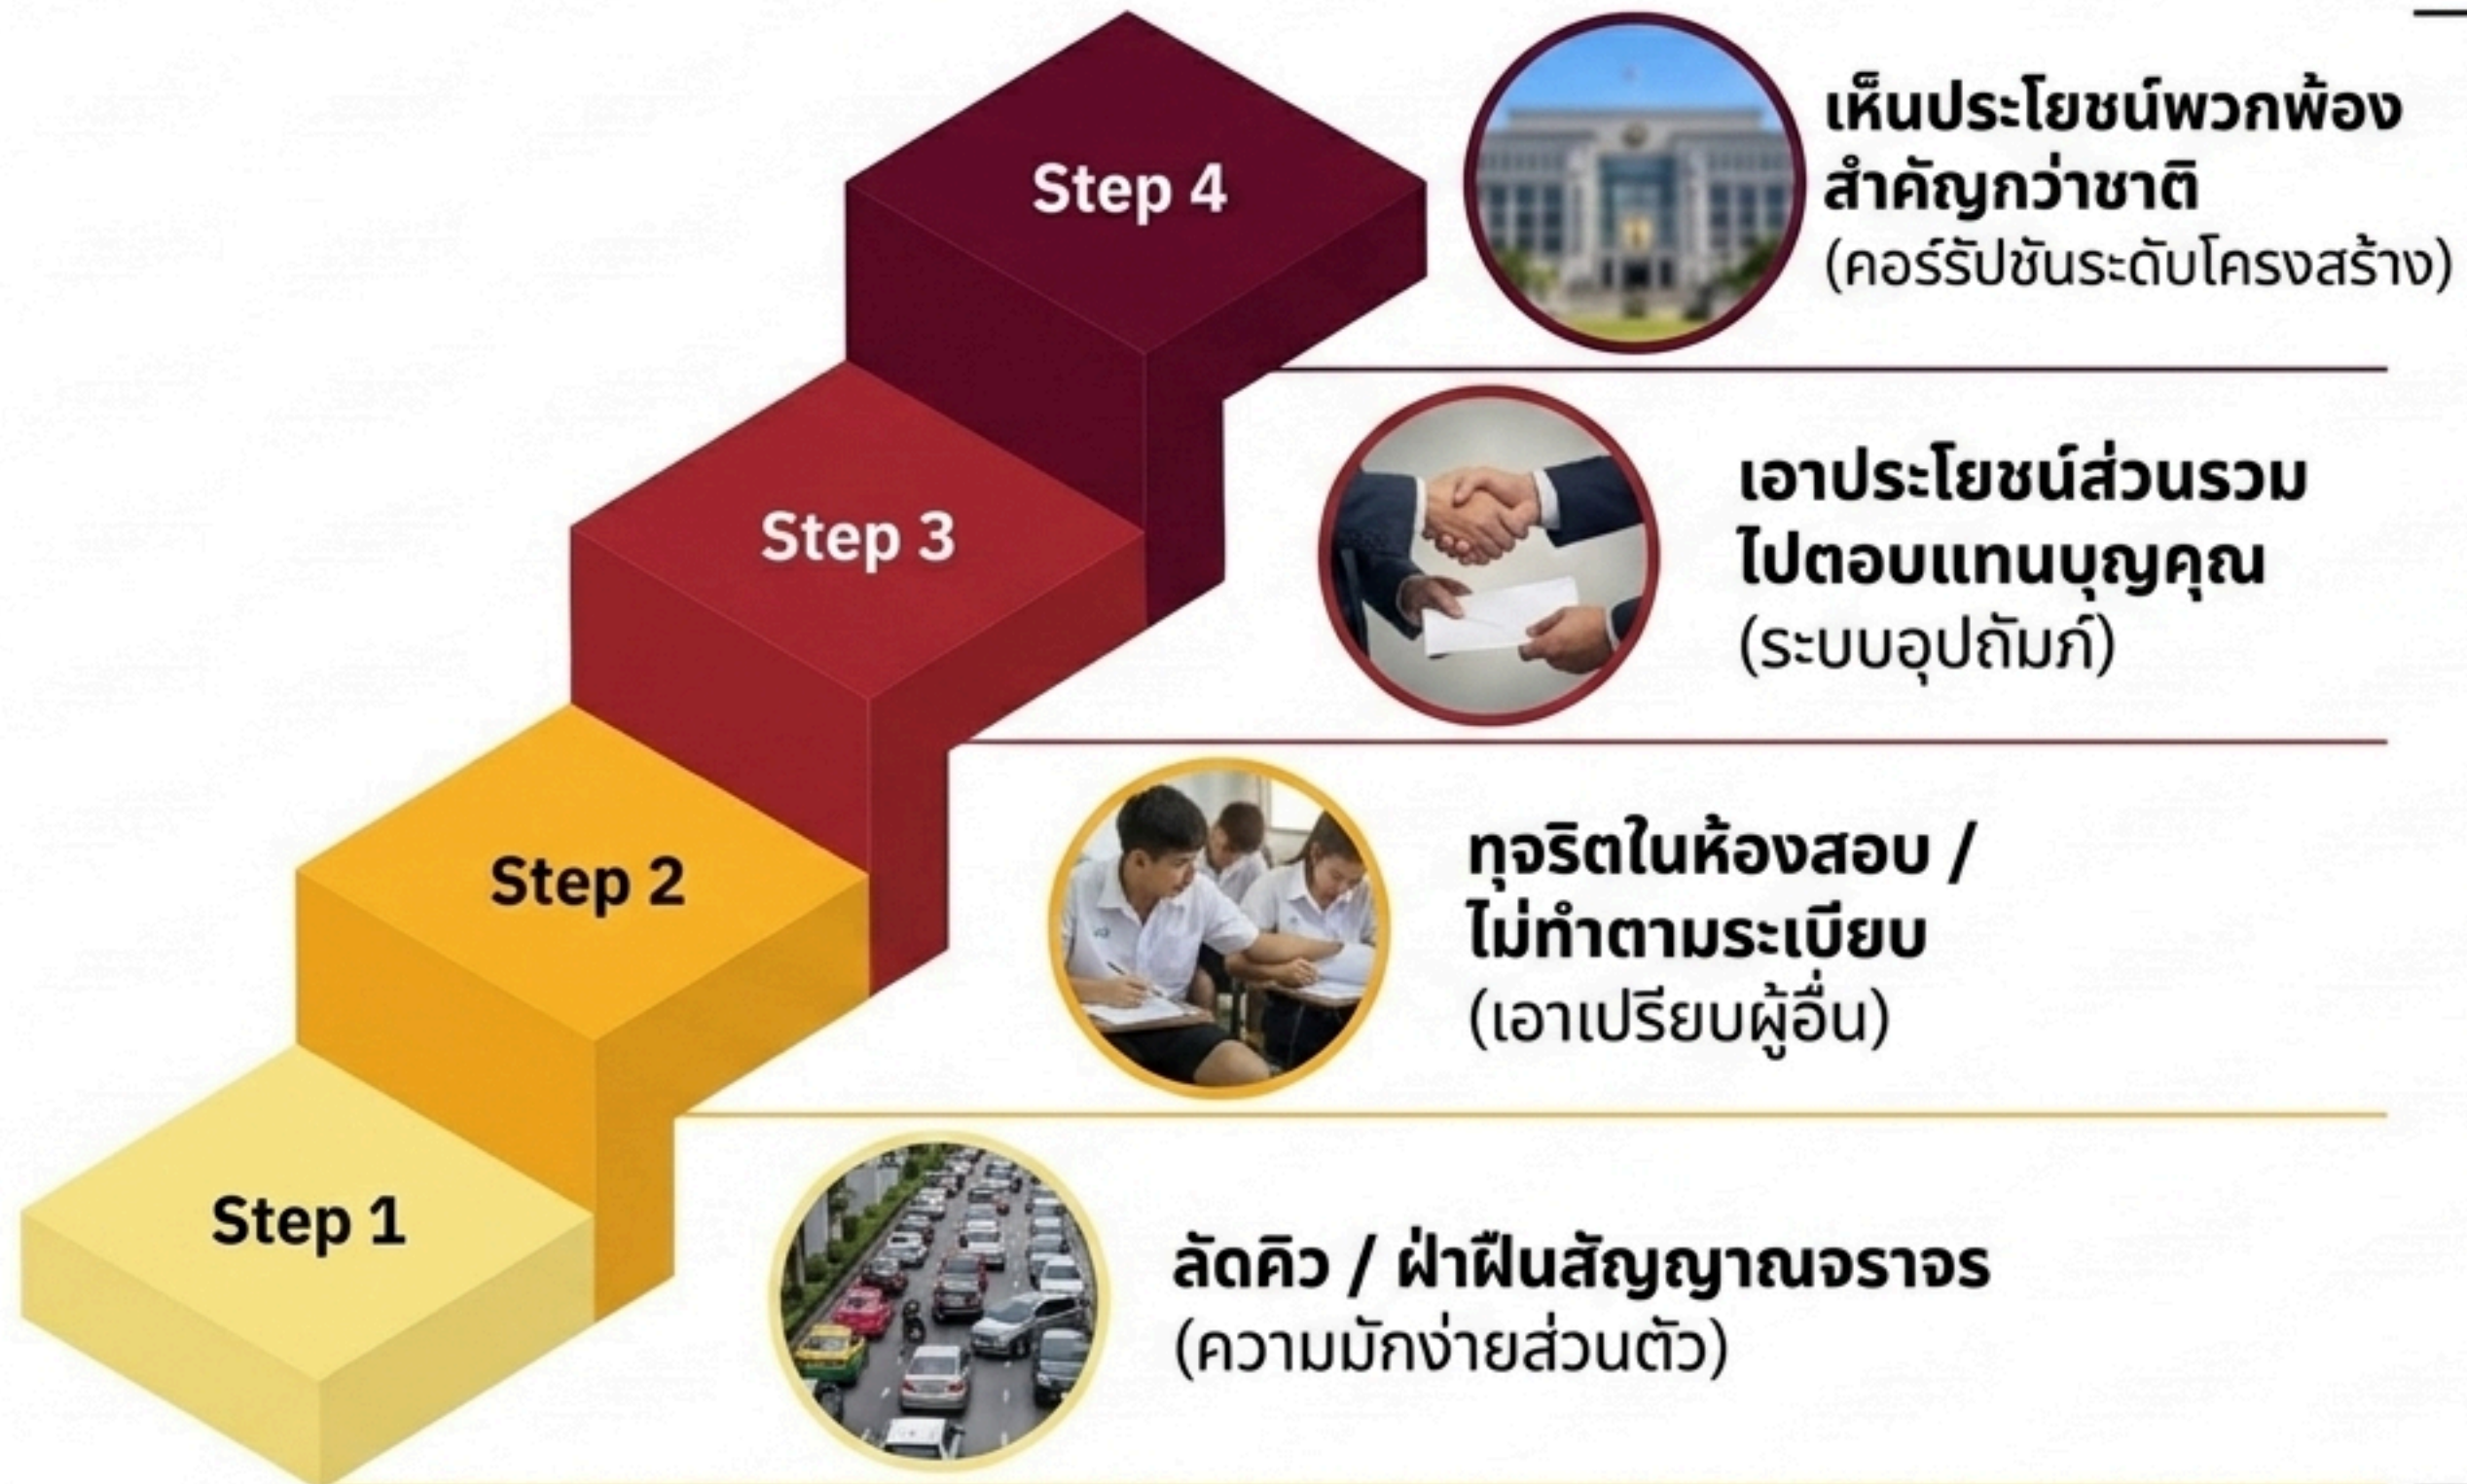 Step 4
เห็นประโยชน์พวกพ้อง
สำคัญกว่าชาติ
(คอร์รัปชันระดับโครงสร้าง)
Step 3
เอาประโยชน์ส่วนรวม
ไปตอบแทนบุญคุณ
(ระบบอุปถัมภ์)
Step 2
ทุจริตในห้องสอบ /
ไม่ทำตามระเบียบ
(เอาเปรียบผู้อื่น)
Step 1
ลัดคิว / ฝ่าฝืนสัญญาณจราจร
(ความมักง่ายส่วนตัว)